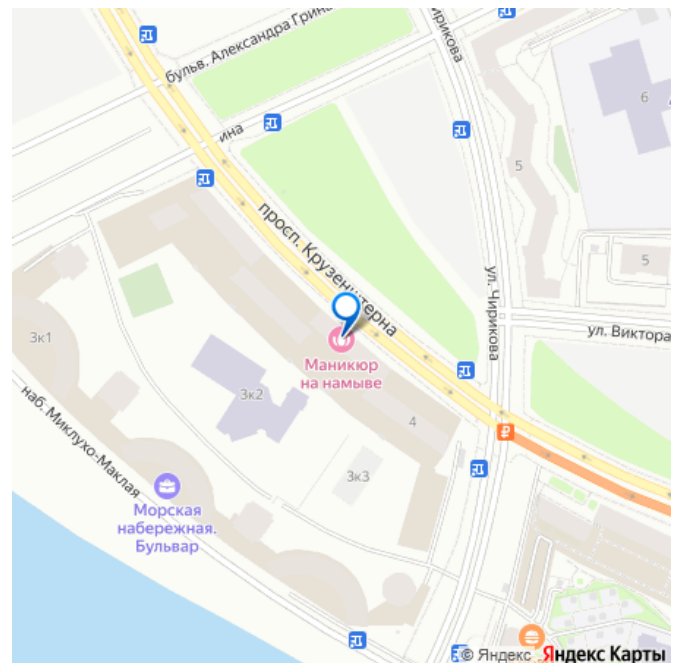 бульв. Александра Грина
ирикова
ина
6
5
просп. Крузенштерна
5
ул. Чирикова
ул. Виктора
3к1
Маникюр
на намыве
3к2
4
наб. Миклухо-Маклая
3к3
Морская
набережная.
Бульвар
© Яндекс Яндекс Карты